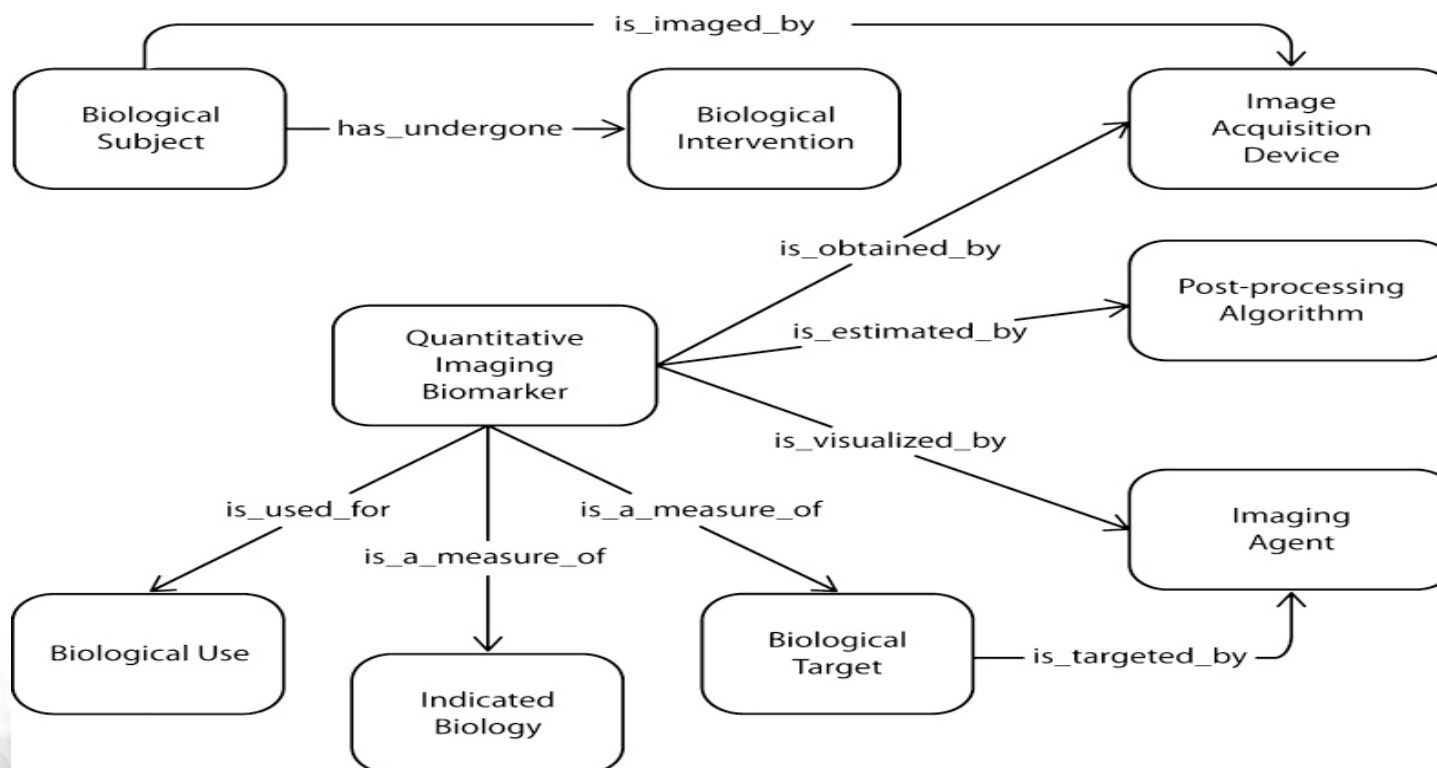 is_imaged_by
Biological
Subject
has_undergone
Biological
Intervention
Image
Acquisition
Device
is_obtained_by
Post-processing
Algorithm
is_estimated_by
Quantitative
Imaging
Biomarker
is_visualized_by
is_used_for
is_a_measure_of
is_a_measure_of
Imaging
Agent
Biological Use
Indicated
Biology
Biological
Target
is_targeted_by